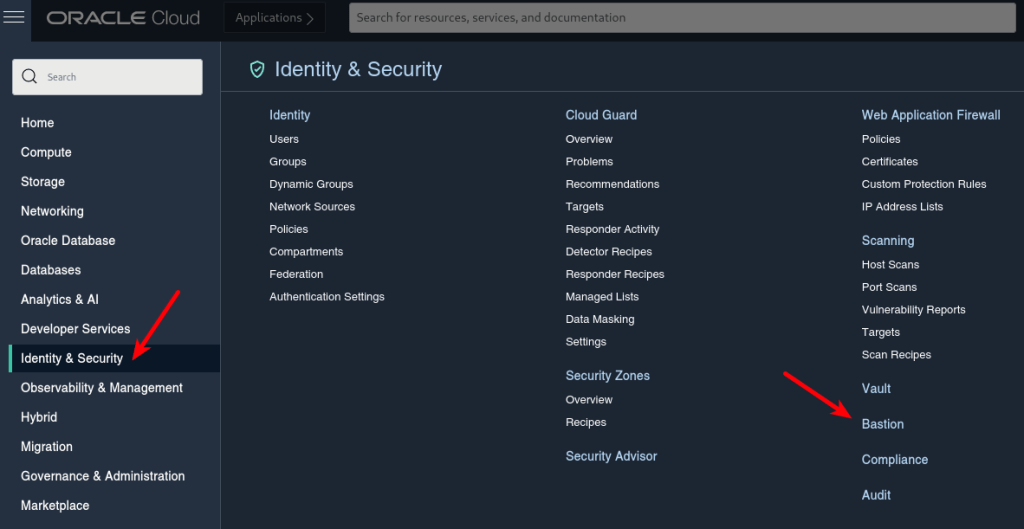 ORACLE Cloud
Applications
Search for resources, services, and documentation
Search
Home
Compute
Storage
Networking
Oracle Database
Databases
Analytics & AI
Developer Services
Identity & Security
Observability & Management
Hybrid
Migration
Governance & Administration
Marketplace
Identity & Security
Identity
Users
Groups
Dynamic Groups
Network Sources
Policies
Compartments
Federation
Authentication Settings
Cloud Guard
Overview
Problems
Recommendations
Targets
Responder Activity
Detector Recipes
Responder Recipes
Managed Lists
Data Masking
Settings
Security Zones
Overview
Recipes
Security Advisor
Web Application Firewall
Policies
Certificates
Custom Protection Rules
IP Address Lists
Scanning
Host Scans
Port Scans
Vulnerability Reports
Targets
Scan Recipes
Vault
Bastion
Compliance
Audit